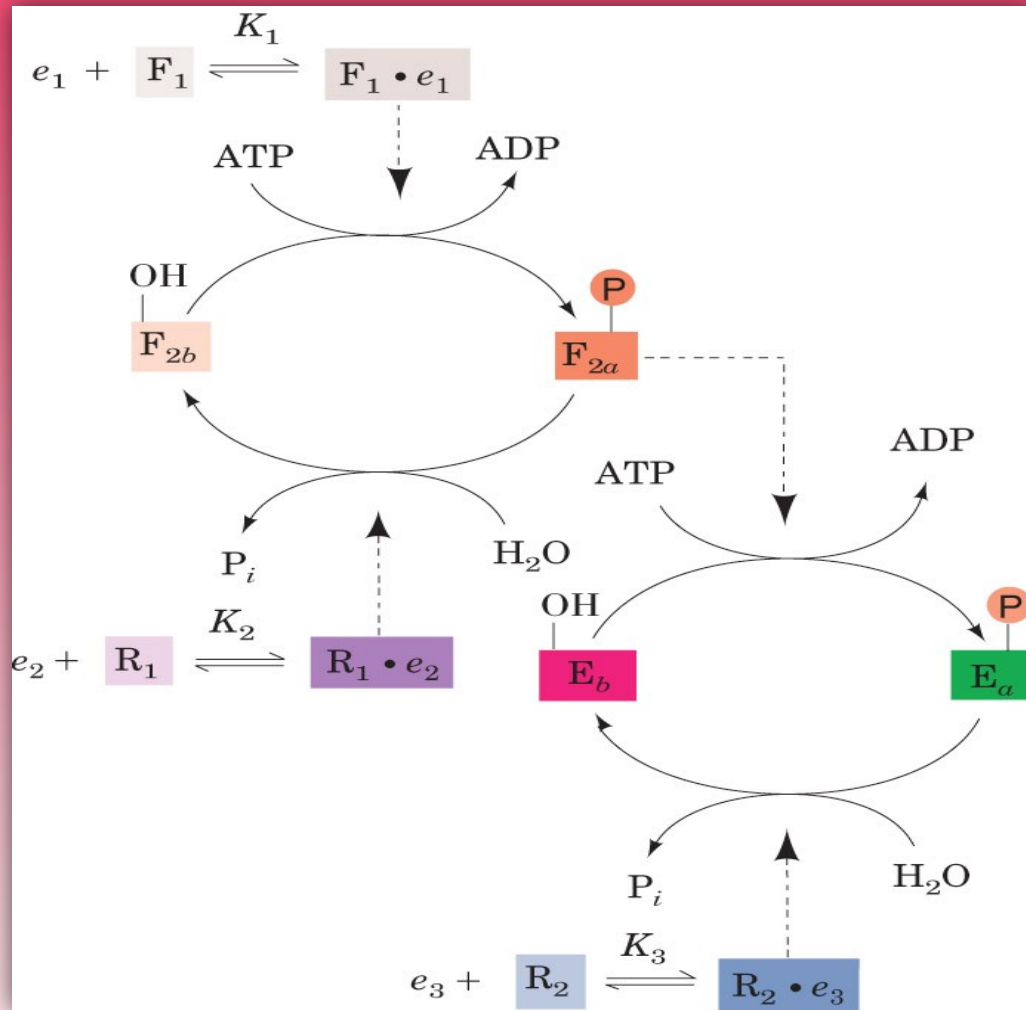 K₁
e₁ + F₁ ⇌ F₁ • e₁
ATP ADP
OH P
F₂b F₂a
Pᵢ H₂O
ATP ADP
K₂
e₂ + R₁ ⇌ R₁ • e₂
OH P
E_b Eₐ
Pᵢ H₂O
K₃
e₃ + R₂ ⇌ R₂ • e₃